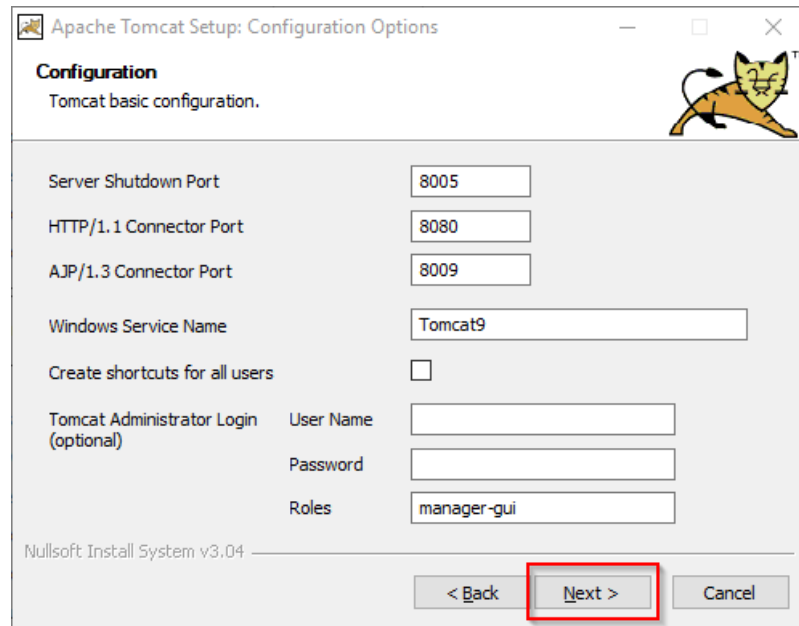 Apache Tomcat Setup: Configuration Options
Configuration
Tomcat basic configuration.
Server Shutdown Port 8005
HTTP/1.1 Connector Port 8080
AJP/1.3 Connector Port 8009
Windows Service Name Tomcat9
Create shortcuts for all users
Tomcat Administrator Login User Name
(optional)
Password
Roles manager-gui
Nullsoft Install System v3.04
< Back Next > Cancel